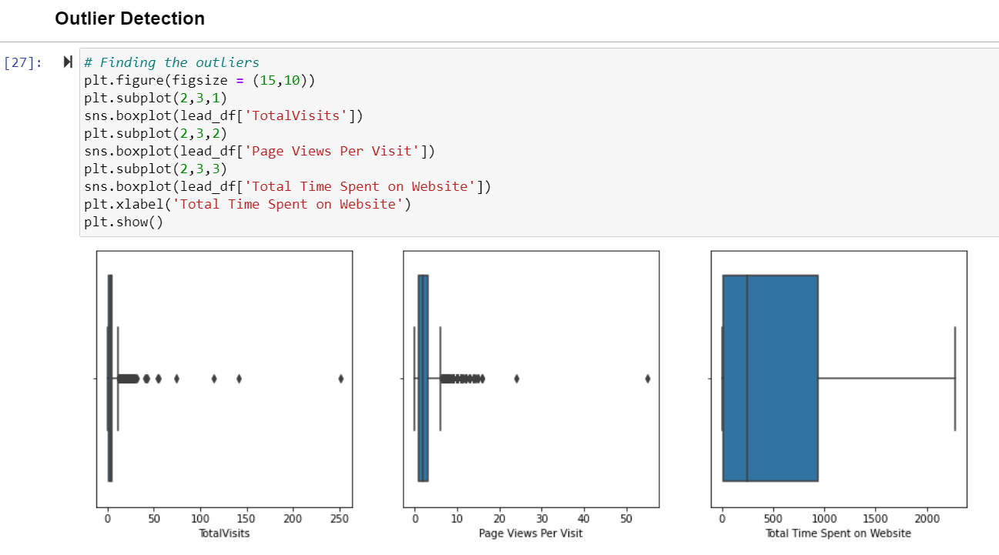 Outlier Detection
[27]:
# Finding the outliers
plt.figure(figsize = (15,10))
plt.subplot(2,3,1)
sns.boxplot(lead_df['TotalVisits'])
plt.subplot(2,3,2)
sns.boxplot(lead_df['Page Views Per Visit'])
plt.subplot(2,3,3)
sns.boxplot(lead_df['Total Time Spent on Website'])
plt.xlabel('Total Time Spent on Website')
plt.show()
0 50 100 150 200 250
TotalVisits
0 10 20 30 40 50
Page Views Per Visit
0 500 1000 1500 2000
Total Time Spent on Website